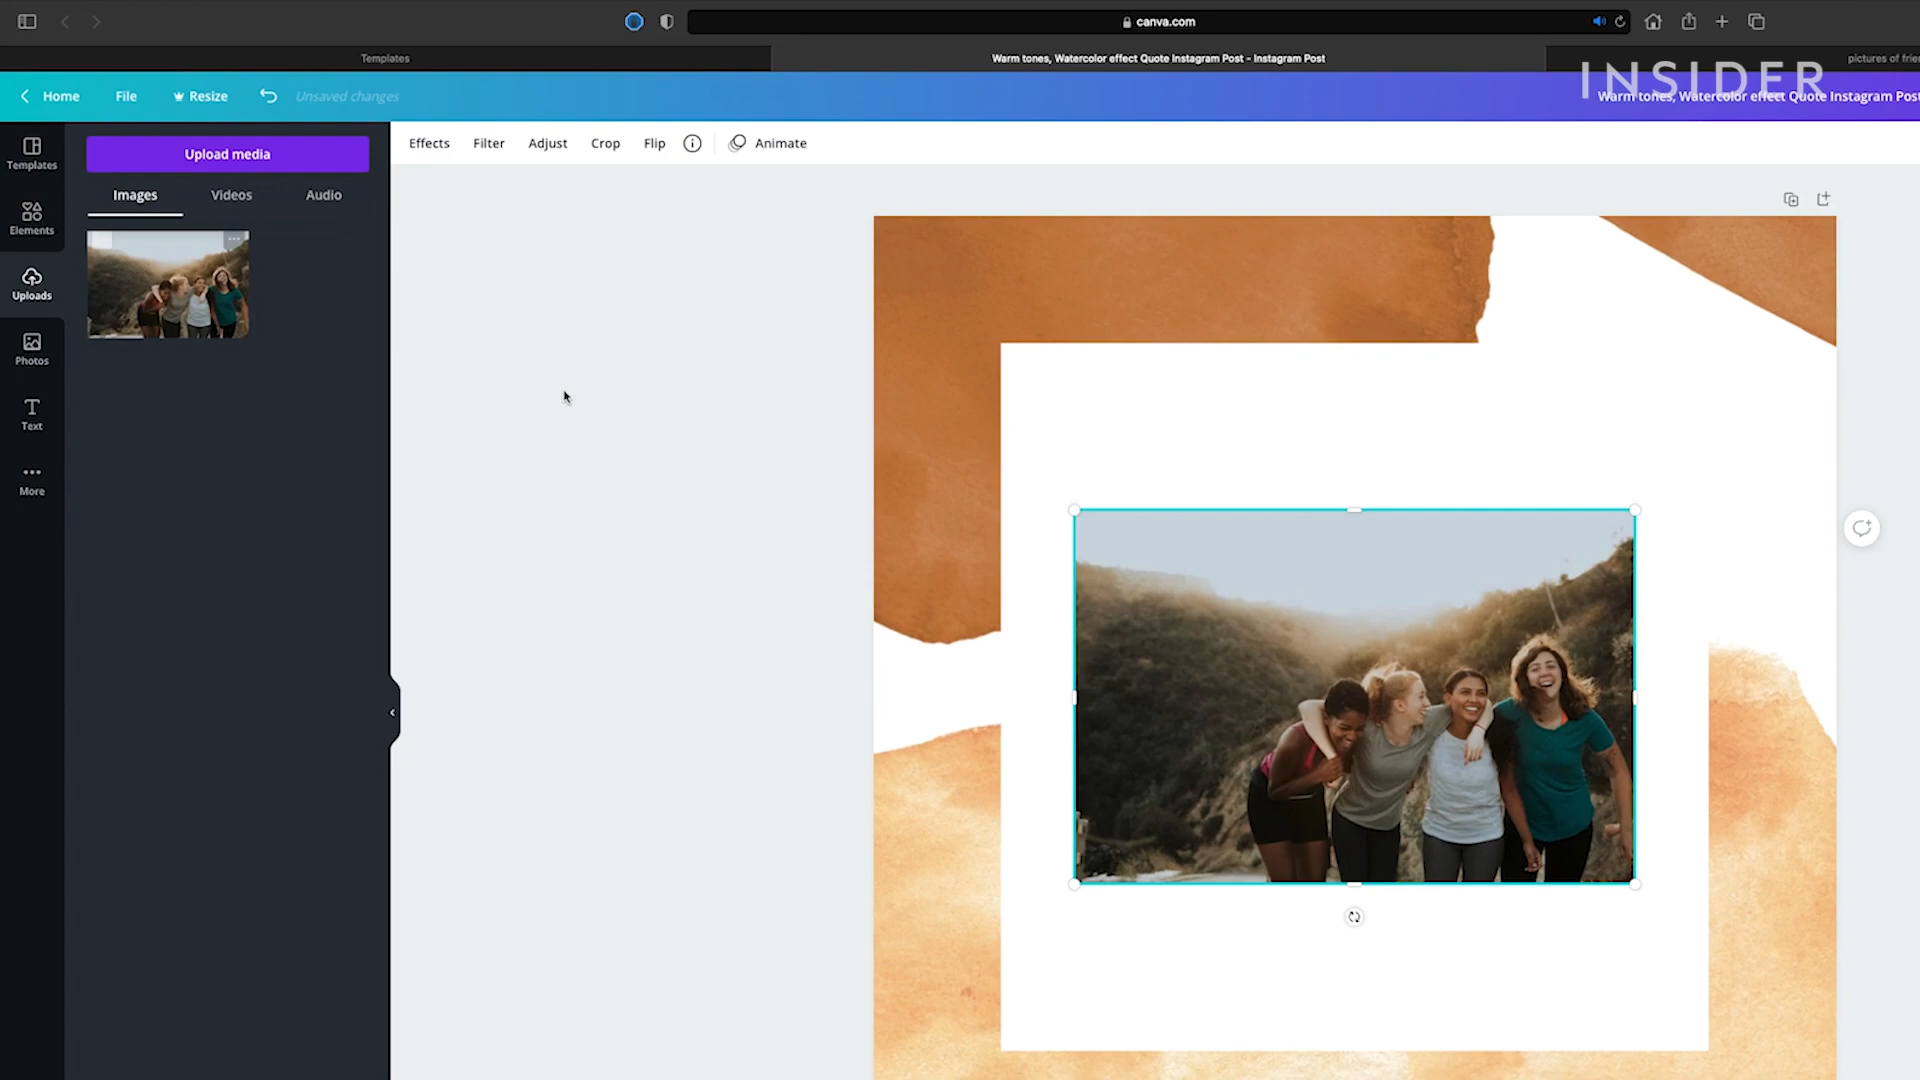 canva.com
Templates
Warm tones, Watercolor effect Quote Instagram Post - Instagram Post
pictures of frie
INSIDER
Home
File
Resize
Unsaved changes
Warm tones, Watercolor effect Quote Instagram Post
Templates
Elements
Uploads
Photos
Text
More
Upload media
Images
Videos
Audio
Effects
Filter
Adjust
Crop
Flip
Animate